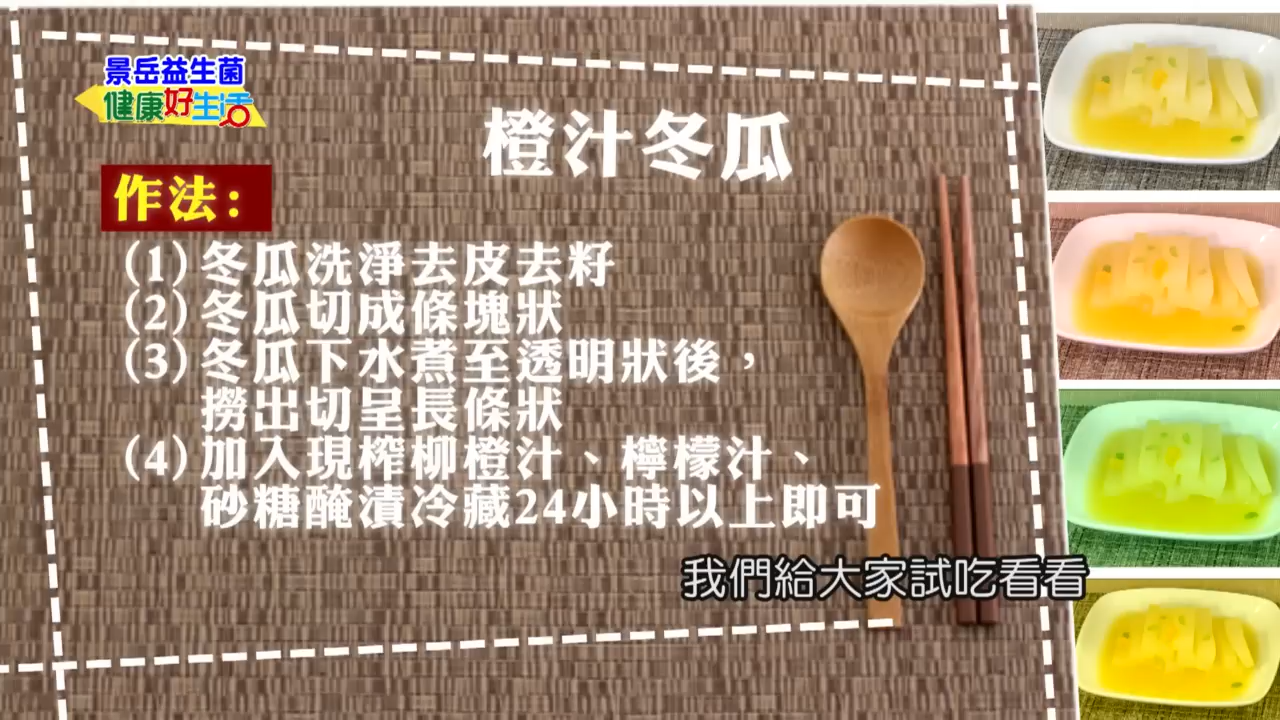 景岳益生菌
健康好生活
橙汁冬瓜
作法：
(1)冬瓜洗淨去皮去籽
(2)冬瓜切成條塊狀
(3)冬瓜下水煮至透明狀後，
撈出切呈長條狀
(4)加入現榨柳橙汁、檸檬汁、
砂糖醃漬冷藏24小時以上即可
我們給大家試吃看看